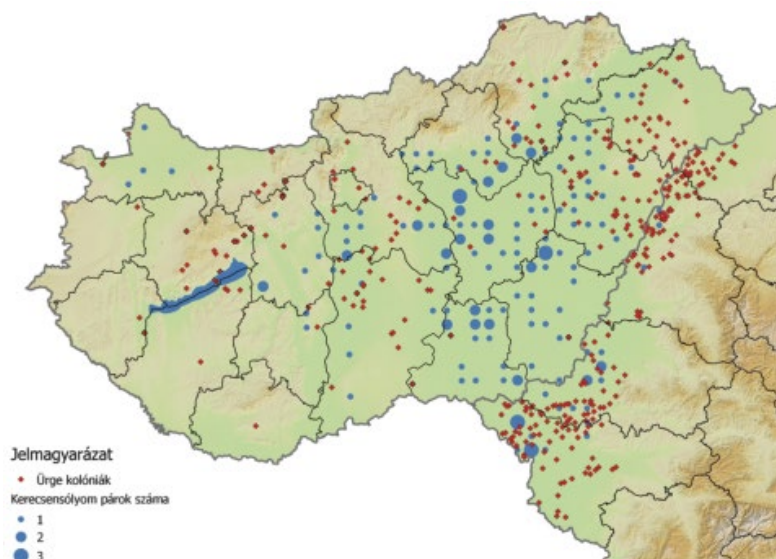 Jelmagyarázat
Ürge kolóniák
Kerecsensólyom párok száma
1
2
3